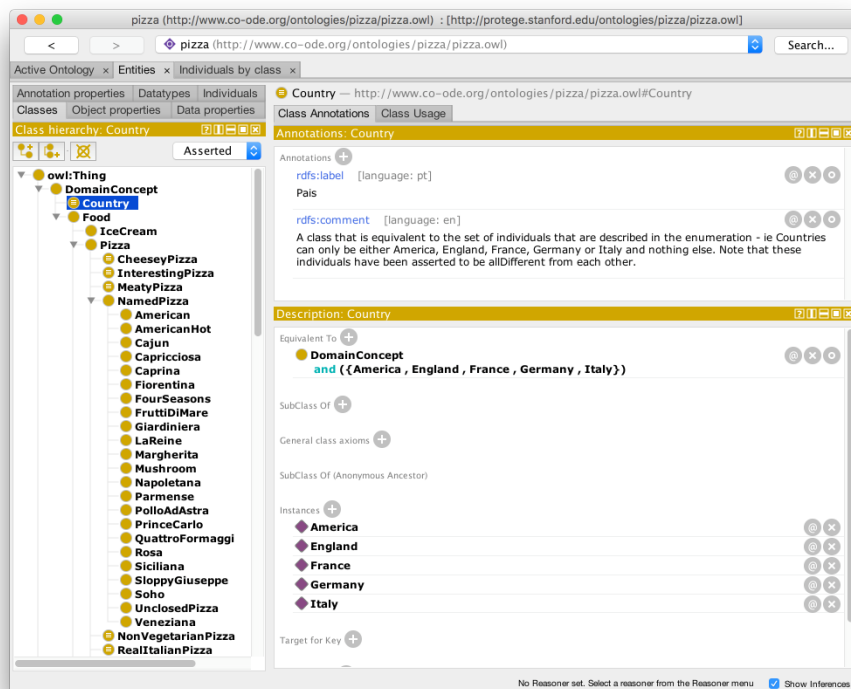 pizza (http://www.co-ode.org/ontologies/pizza/pizza.owl) : [http://protege.stanford.edu/ontologies/pizza/pizza.owl]
< > pizza (http://www.co-ode.org/ontologies/pizza/pizza.owl) Search...
Active Ontology × Entities × Individuals by class ×
Annotation properties Datatypes Individuals
Classes Object properties Data properties
Class hierarchy: Country
Asserted
owl:Thing
DomainConcept
Country
Food
IceCream
Pizza
CheeseyPizza
InterestingPizza
MeatyPizza
NamedPizza
American
AmericanHot
Cajun
Capricciosa
Caprina
Fiorentina
FourSeasons
FruttiDiMare
Giardiniera
LaReine
Margherita
Mushroom
Napoletana
Parmense
PolloAdAstra
PrinceCarlo
QuattroFormaggi
Rosa
Siciliana
SloppyGiuseppe
Soho
UnclosedPizza
Veneziana
NonVegetarianPizza
RealItalianPizza
Country — http://www.co-ode.org/ontologies/pizza/pizza.owl#Country
Class Annotations Class Usage
Annotations: Country
Annotations
rdfs:label [language: pt]
Pais
rdfs:comment [language: en]
A class that is equivalent to the set of individuals that are described in the enumeration - ie Countries
can only be either America, England, France, Germany or Italy and nothing else. Note that these
individuals have been asserted to be allDifferent from each other.
Description: Country
Equivalent To
DomainConcept
and ({America , England , France , Germany , Italy})
SubClass Of
General class axioms
SubClass Of (Anonymous Ancestor)
Instances
America
England
France
Germany
Italy
Target for Key
No Reasoner set. Select a reasoner from the Reasoner menu Show Inferences